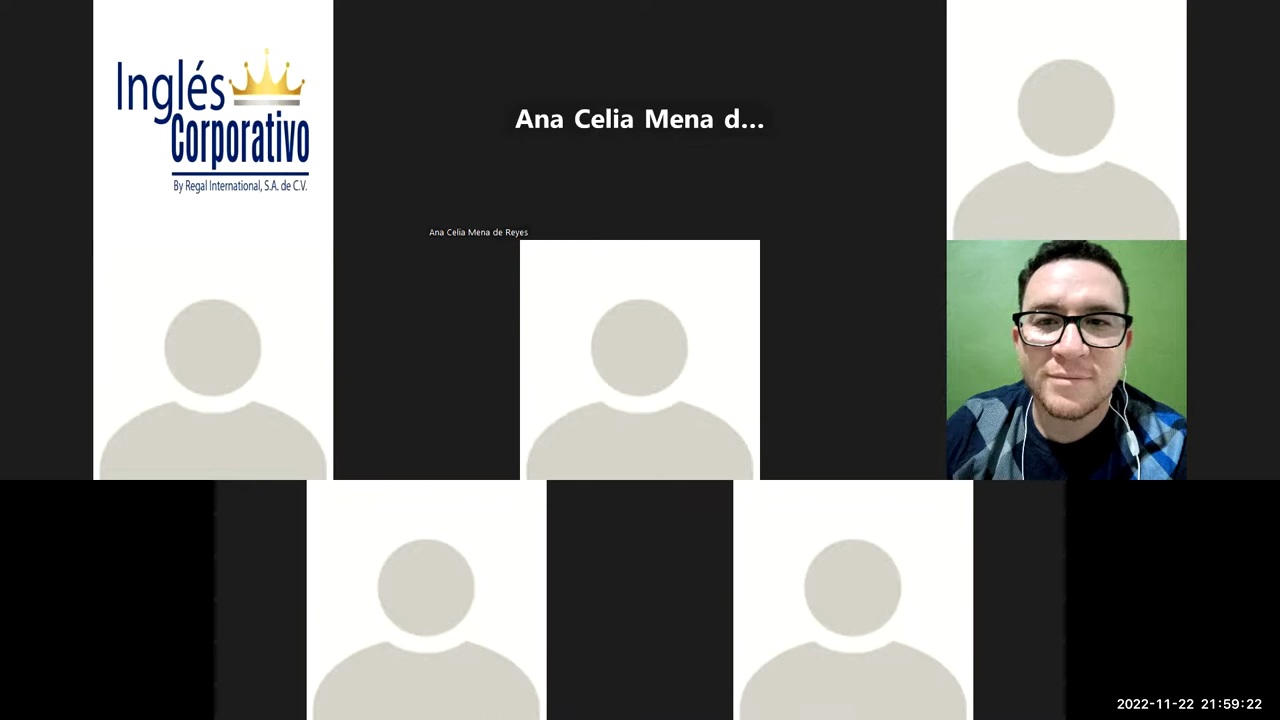 Inglés
Corporativo
By Regal International, S.A. de C.V.
Ana Celia Mena d...
Ana Celia Mena de Reyes
2022-11-22 21:59:22